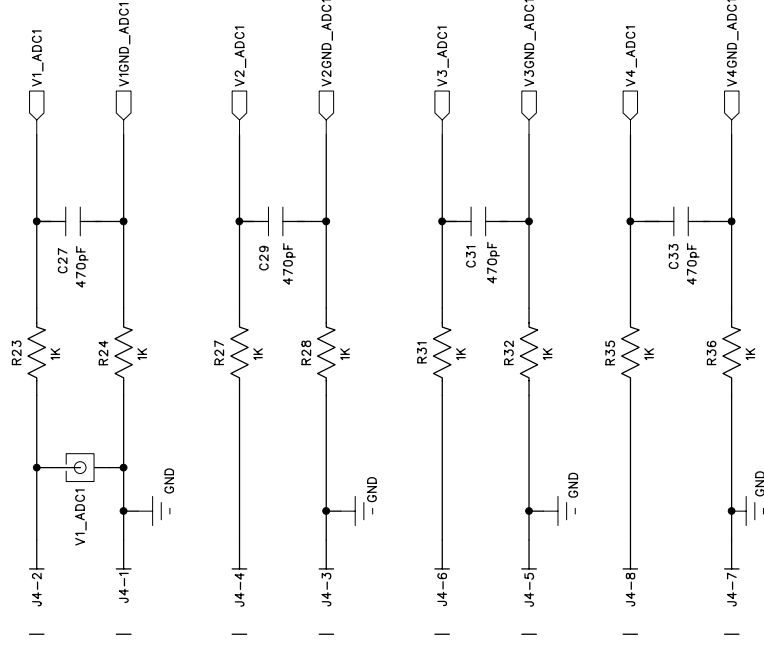 V1_ADC1
V1GND_ADC1
V2_ADC1
V2GND_ADC1
V3_ADC1
V3GND_ADC1
V4_ADC1
V4GND_ADC1
C27
470pF
C29
470pF
C31
470pF
C33
470pF
R23
1K
R24
1K
R27
1K
R28
1K
R31
1K
R32
1K
R35
1K
R36
1K
V1_ADC1
GND
GND
GND
GND
J4-2
J4-1
J4-4
J4-3
J4-6
J4-5
J4-8
J4-7